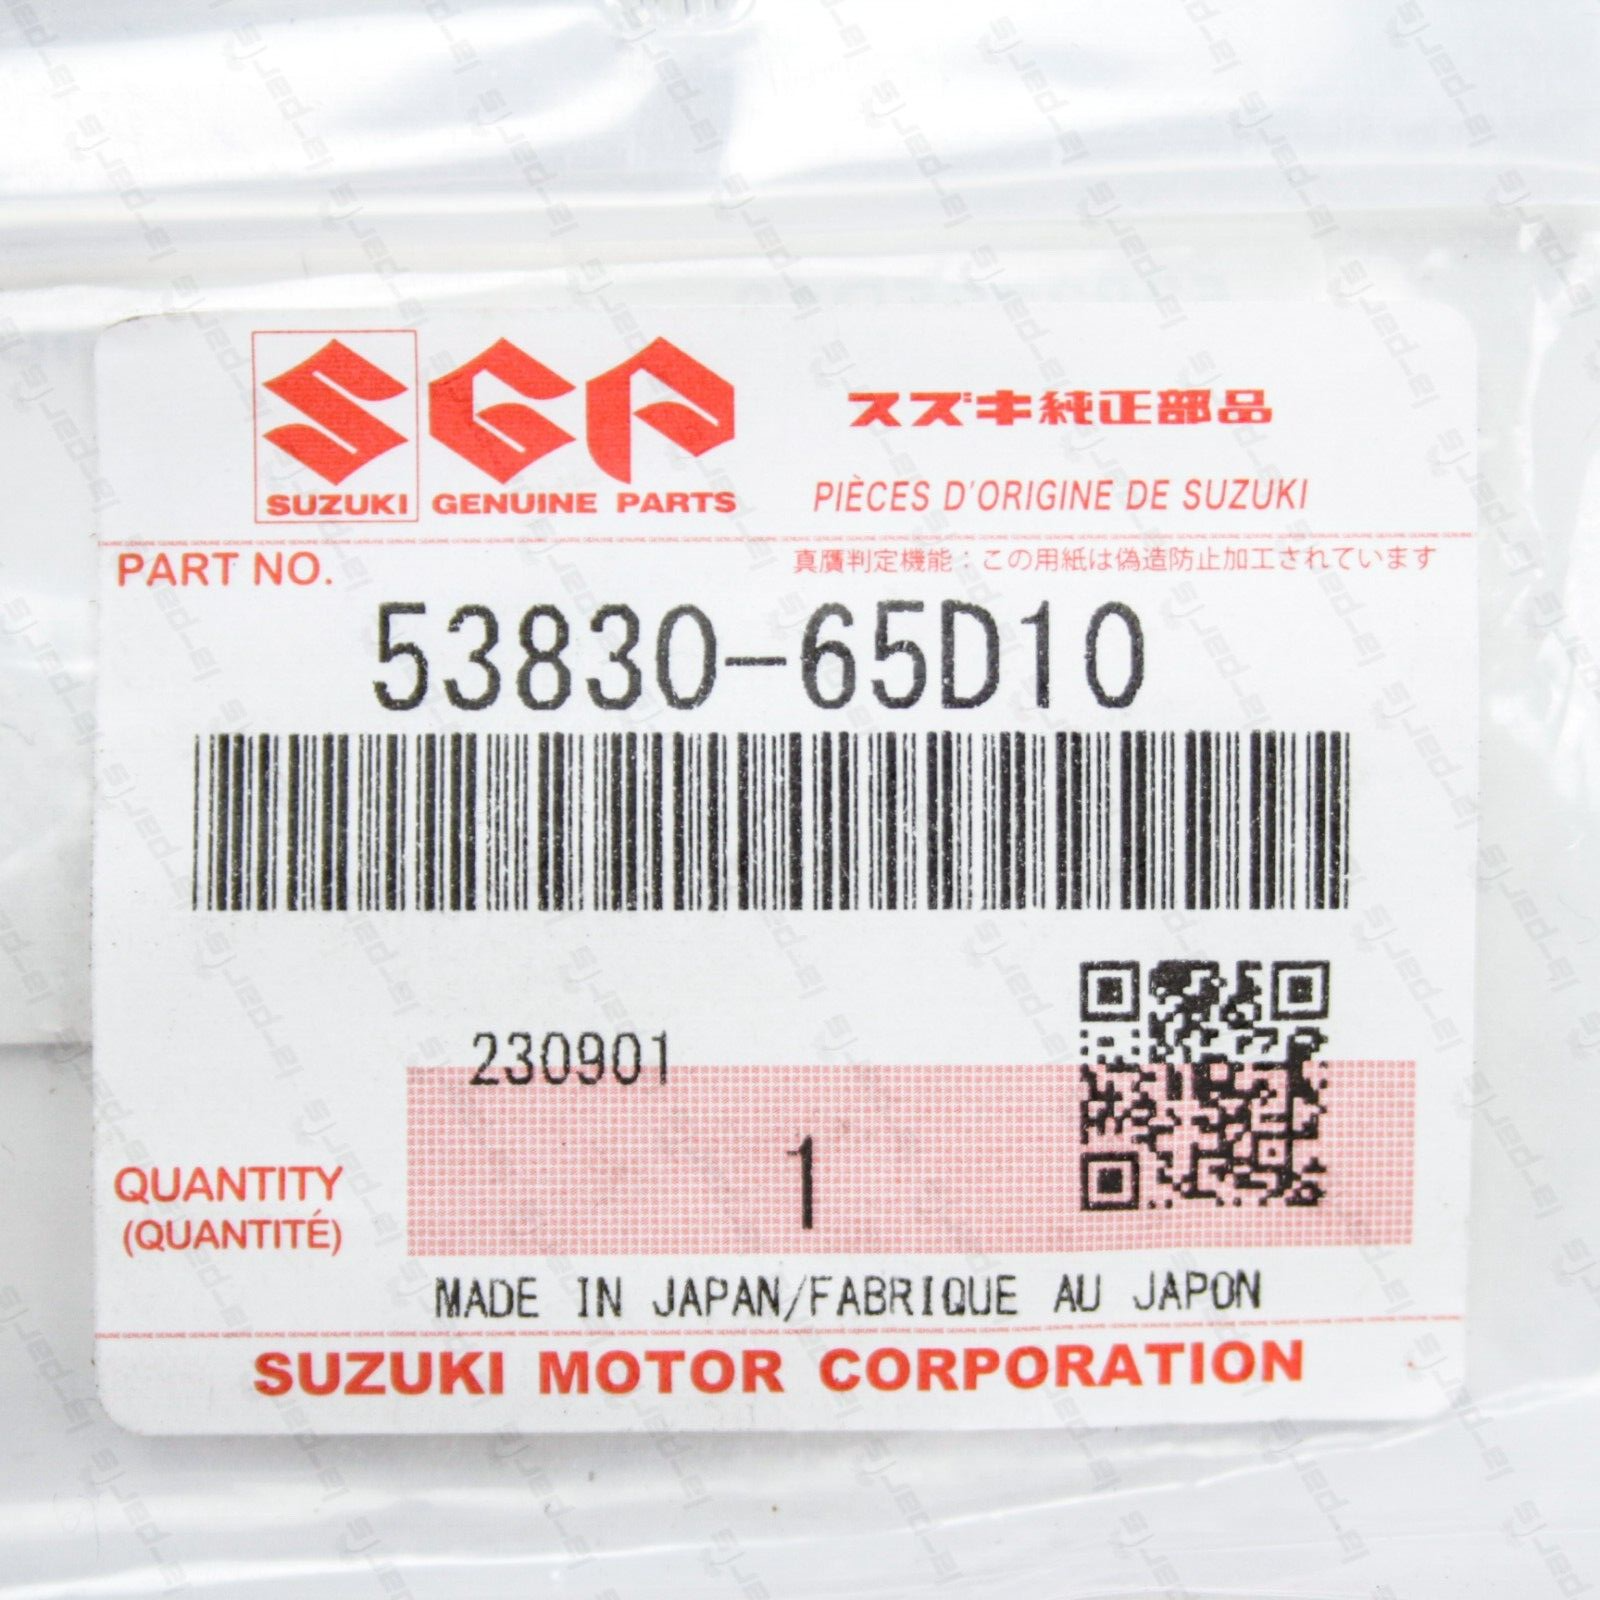 SGP
スズキ純正部品
SUZUKI GENUINE PARTS
PIÈCES D'ORIGINE DE SUZUKI
PART NO.
真贋判定機能：この用紙は偽造防止加工されています
53830-65D10
230901
QUANTITY
(QUANTITÉ)
1
MADE IN JAPAN/FABRIQUE AU JAPON
SUZUKI MOTOR CORPORATION